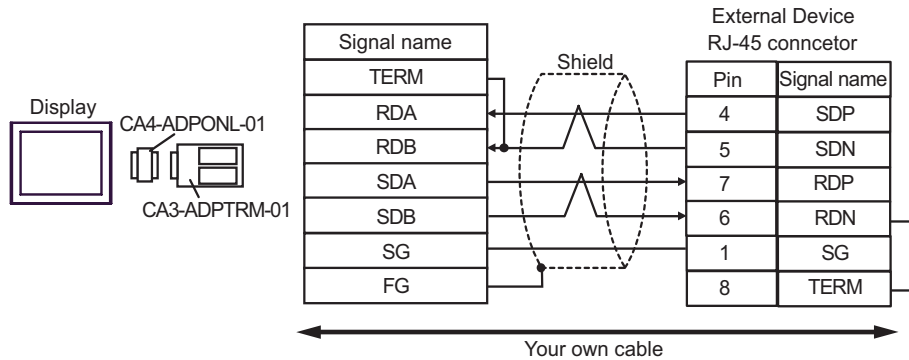 External Device
RJ-45 conncetor
Signal name
TERM
RDA
RDB
SDA
SDB
SG
FG
Shield
Pin Signal name
4 SDP
5 SDN
7 RDP
6 RDN
1 SG
8 TERM
Display
CA4-ADPONL-01
CA3-ADPTRM-01
Your own cable